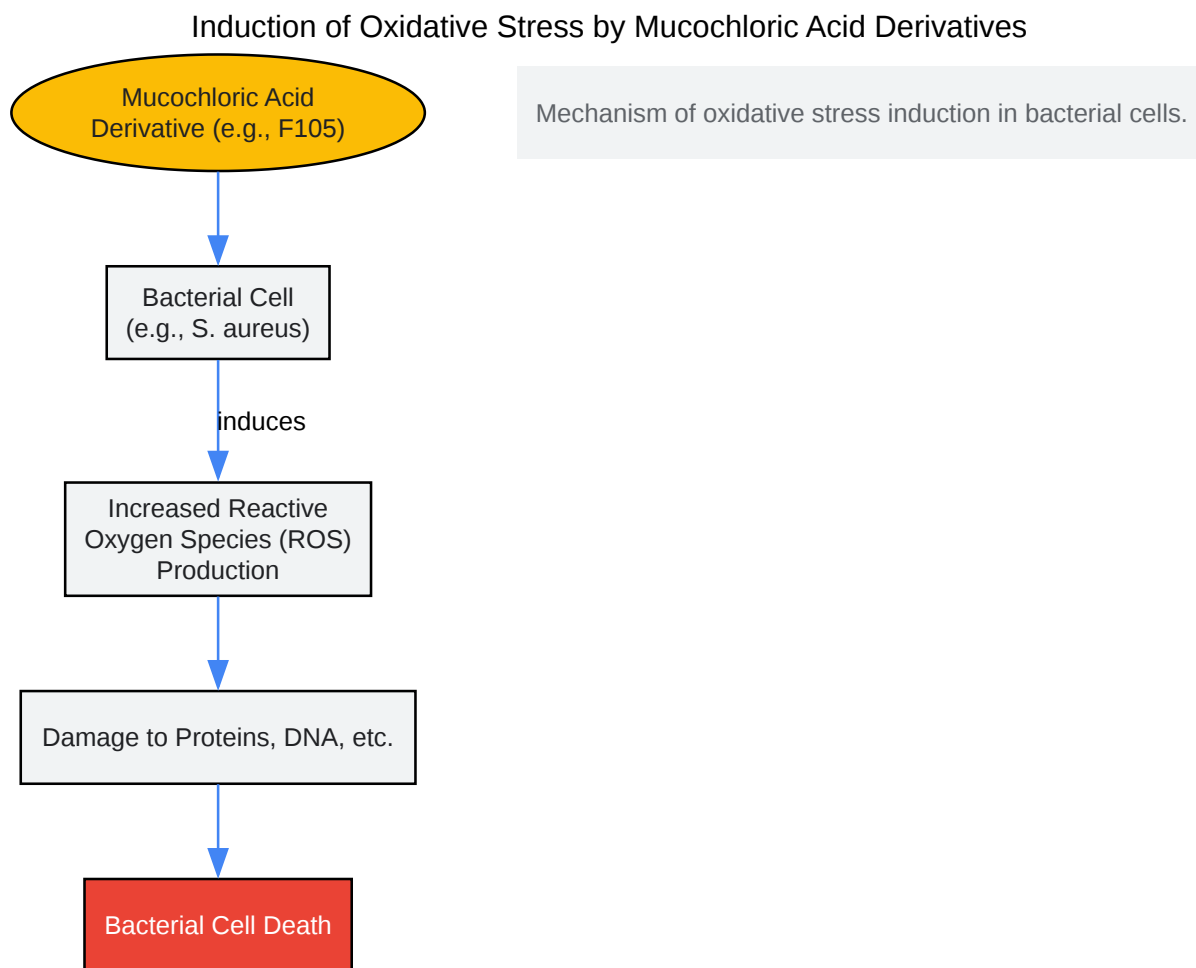 Induction of Oxidative Stress by Mucochloric Acid Derivatives
Mucochloric Acid
Derivative (e.g., F105)
Mechanism of oxidative stress induction in bacterial cells.
Bacterial Cell
(e.g., S. aureus)
induces
Increased Reactive
Oxygen Species (ROS)
Production
Damage to Proteins, DNA, etc.
Bacterial Cell Death